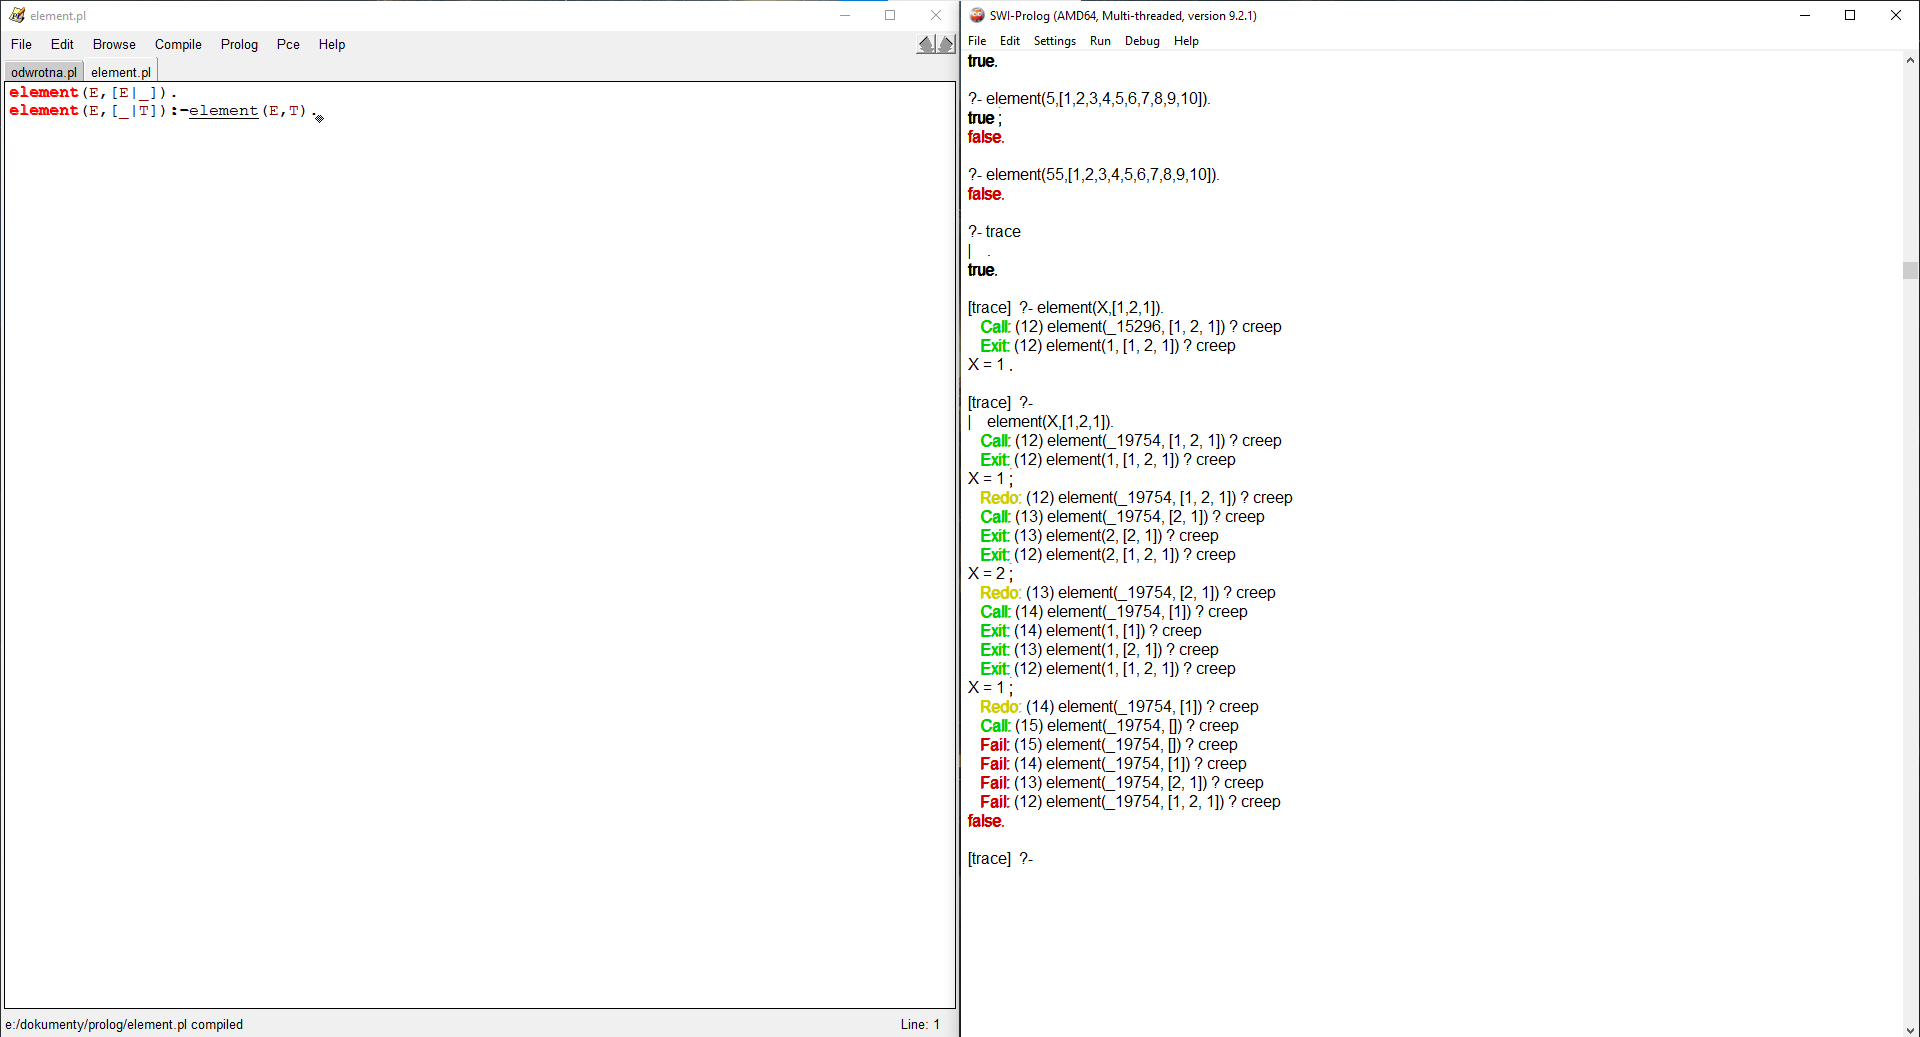 element.pl
File Edit Browse Compile Prolog Pce Help
odwrotna.pl element.pl
element(E,[E|_]).
element(E,[_|T]):-element(E,T).
e:/dokumenty/prolog/element.pl compiled
Line: 1
SWI-Prolog (AMD64, Multi-threaded, version 9.2.1)
File Edit Settings Run Debug Help
true.
?- element(5,[1,2,3,4,5,6,7,8,9,10]).
true ;
false.
?- element(55,[1,2,3,4,5,6,7,8,9,10]).
false.
?- trace
| .
true.
[trace] ?- element(X,[1,2,1]).
Call: (12) element(_15296, [1, 2, 1]) ? creep
Exit: (12) element(1, [1, 2, 1]) ? creep
X = 1 .
[trace] ?-
| element(X,[1,2,1]).
Call: (12) element(_19754, [1, 2, 1]) ? creep
Exit: (12) element(1, [1, 2, 1]) ? creep
X = 1 ;
Redo: (12) element(_19754, [1, 2, 1]) ? creep
Call: (13) element(_19754, [2, 1]) ? creep
Exit: (13) element(2, [2, 1]) ? creep
Exit: (12) element(2, [1, 2, 1]) ? creep
X = 2 ;
Redo: (13) element(_19754, [2, 1]) ? creep
Call: (14) element(_19754, [1]) ? creep
Exit: (14) element(1, [1]) ? creep
Exit: (13) element(1, [2, 1]) ? creep
Exit: (12) element(1, [1, 2, 1]) ? creep
X = 1 ;
Redo: (14) element(_19754, [1]) ? creep
Call: (15) element(_19754, []) ? creep
Fail: (15) element(_19754, []) ? creep
Fail: (14) element(_19754, [1]) ? creep
Fail: (13) element(_19754, [2, 1]) ? creep
Fail: (12) element(_19754, [1, 2, 1]) ? creep
false.
[trace] ?-